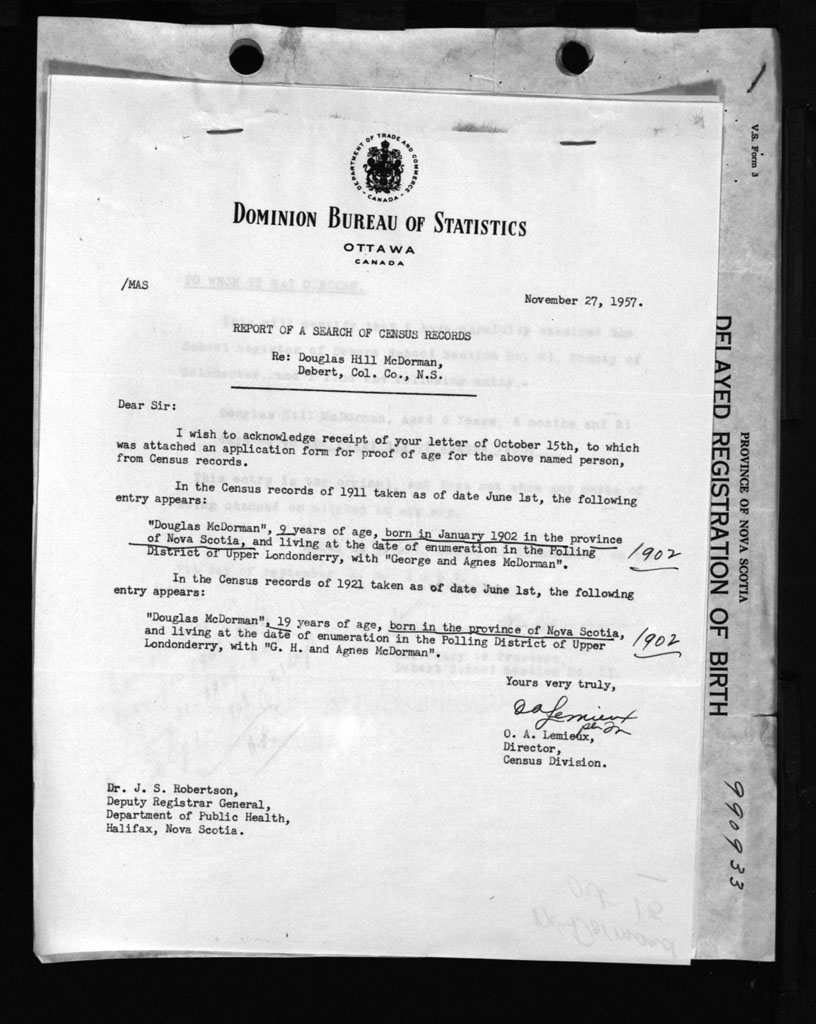 DEPARTMENT OF TRADE AND COMMERCE
CANADA
DOMINION BUREAU OF STATISTICS
OTTAWA
CANADA
/MAS
November 27, 1957.
REPORT OF A SEARCH OF CENSUS RECORDS
Re: Douglas Hill McDorman,
Debert, Col. Co., N.S.
Dear Sir:
I wish to acknowledge receipt of your letter of October 15th, to which
was attached an application form for proof of age for the above named person,
from Census records.
In the Census records of 1911 taken as of date June 1st, the following
entry appears:
"Douglas McDorman", 9 years of age, born in January 1902 in the province
of Nova Scotia, and living at the date of enumeration in the Polling
District of Upper Londonderry, with "George and Agnes McDorman".
1902
In the Census records of 1921 taken as of date June 1st, the following
entry appears:
"Douglas McDorman", 19 years of age, born in the province of Nova Scotia,
and living at the date of enumeration in the Polling District of Upper
Londonderry, with "G. H. and Agnes McDorman".
1902
Yours very truly,
O A Lemieux
O. A. Lemieux,
Director,
Census Division.
Dr. J. S. Robertson,
Deputy Registrar General,
Department of Public Health,
Halifax, Nova Scotia.
V.S. Form 3
PROVINCE OF NOVA SCOTIA
DELAYED REGISTRATION OF BIRTH
990933